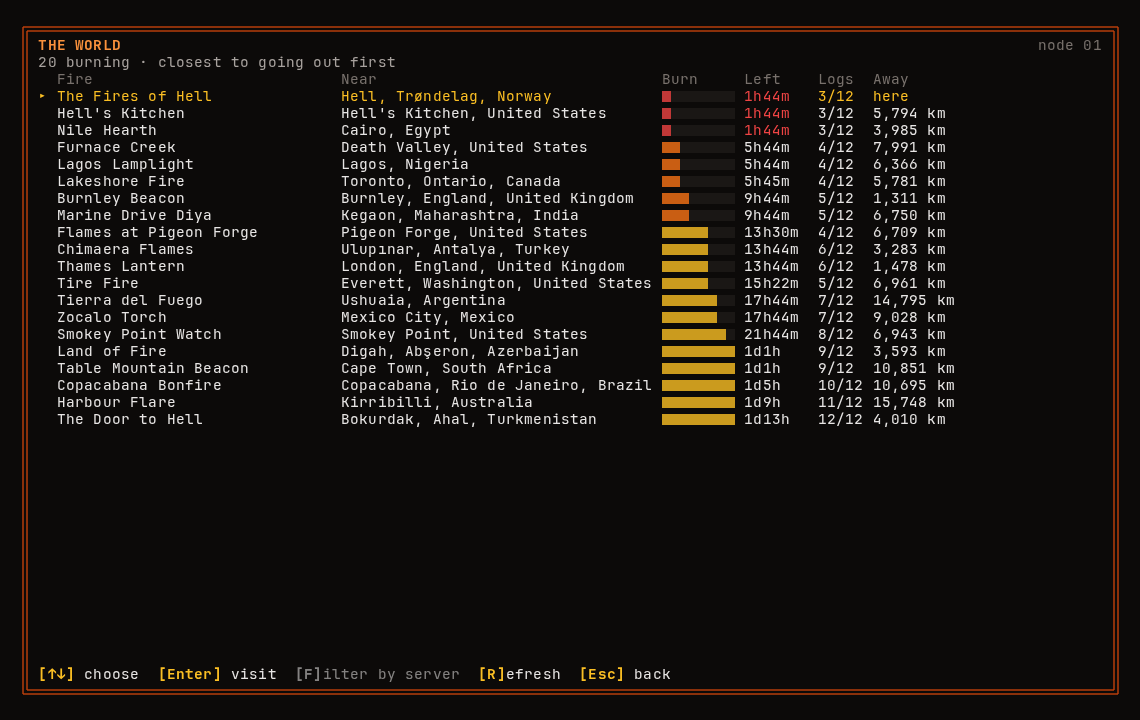 THE WORLD node 01
20 burning · closest to going out first
Fire Near Burn Left Logs Away
▸ The Fires of Hell Hell, Trøndelag, Norway 1h44m 3/12 here
Hell's Kitchen Hell's Kitchen, United States 1h44m 3/12 5,794 km
Nile Hearth Cairo, Egypt 1h44m 3/12 3,985 km
Furnace Creek Death Valley, United States 5h44m 4/12 7,991 km
Lagos Lamplight Lagos, Nigeria 5h44m 4/12 6,366 km
Lakeshore Fire Toronto, Ontario, Canada 5h45m 4/12 5,781 km
Burnley Beacon Burnley, England, United Kingdom 9h44m 5/12 1,311 km
Marine Drive Diya Kegaon, Maharashtra, India 9h44m 5/12 6,750 km
Flames at Pigeon Forge Pigeon Forge, United States 13h30m 4/12 6,709 km
Chimaera Flames Ulupınar, Antalya, Turkey 13h44m 6/12 3,283 km
Thames Lantern London, England, United Kingdom 13h44m 6/12 1,478 km
Tire Fire Everett, Washington, United States 15h22m 5/12 6,961 km
Tierra del Fuego Ushuaia, Argentina 17h44m 7/12 14,795 km
Zocalo Torch Mexico City, Mexico 17h44m 7/12 9,028 km
Smokey Point Watch Smokey Point, United States 21h44m 8/12 6,943 km
Land of Fire Digah, Abşeron, Azerbaijan 1d1h 9/12 3,593 km
Table Mountain Beacon Cape Town, South Africa 1d1h 9/12 10,851 km
Copacabana Bonfire Copacabana, Rio de Janeiro, Brazil 1d5h 10/12 10,695 km
Harbour Flare Kirribilli, Australia 1d9h 11/12 15,748 km
The Door to Hell Bokurdak, Ahal, Turkmenistan 1d13h 12/12 4,010 km
[↑↓] choose [Enter] visit [F]ilter by server [R]efresh [Esc] back